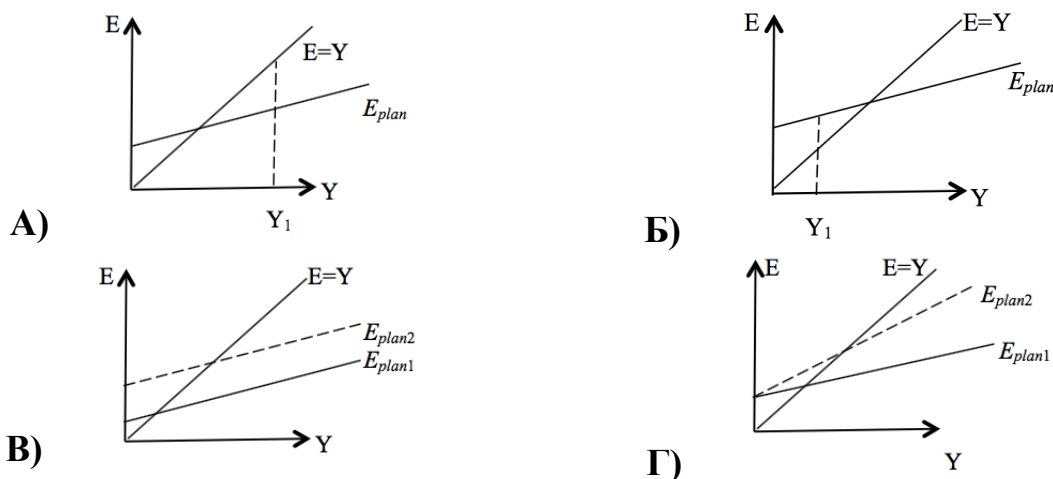 E
E=Y
E_plan
Y
Y₁
А)
E
E=Y
E_plan
Y
Y₁
Б)
E
E=Y
E_plan2
E_plan1
Y
В)
E
E=Y
E_plan2
E_plan1
Y
Г)